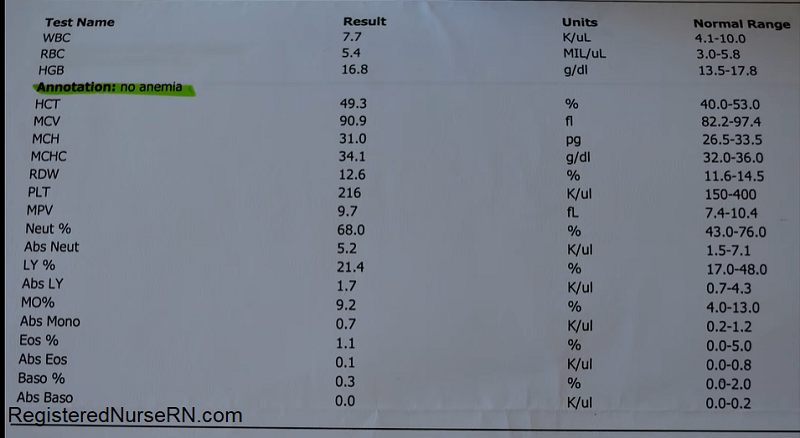 Test Name Result Units Normal Range
WBC 7.7 K/uL 4.1-10.0
RBC 5.4 MIL/uL 3.0-5.8
HGB 16.8 g/dl 13.5-17.8
Annotation: no anemia
HCT 49.3 % 40.0-53.0
MCV 90.9 fl 82.2-97.4
MCH 31.0 pg 26.5-33.5
MCHC 34.1 g/dl 32.0-36.0
RDW 12.6 % 11.6-14.5
PLT 216 K/ul 150-400
MPV 9.7 fL 7.4-10.4
Neut % 68.0 % 43.0-76.0
Abs Neut 5.2 K/ul 1.5-7.1
LY % 21.4 % 17.0-48.0
Abs LY 1.7 K/ul 0.7-4.3
MO% 9.2 % 4.0-13.0
Abs Mono 0.7 K/ul 0.2-1.2
Eos % 1.1 % 0.0-5.0
Abs Eos 0.1 K/ul 0.0-0.8
Baso % 0.3 % 0.0-2.0
Abs Baso 0.0 K/ul 0.0-0.2
RegisteredNurseRN.com